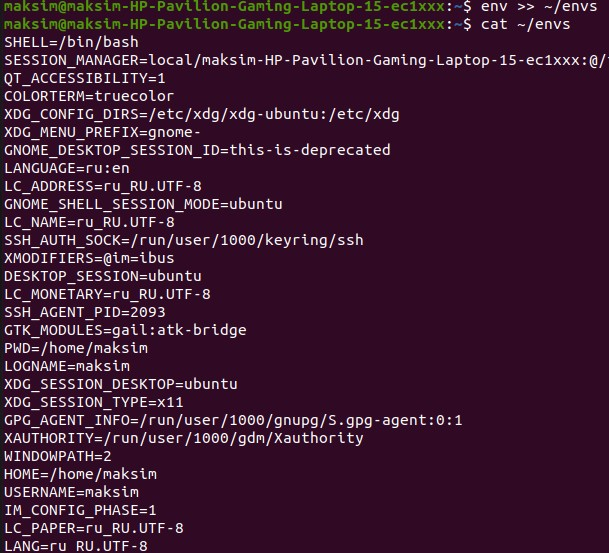 maksim@maksim-HP-Pavilion-Gaming-Laptop-15-ec1xxx:~$ env >> ~/envs
maksim@maksim-HP-Pavilion-Gaming-Laptop-15-ec1xxx:~$ cat ~/envs
SHELL=/bin/bash
SESSION_MANAGER=local/maksim-HP-Pavilion-Gaming-Laptop-15-ec1xxx:@/
QT_ACCESSIBILITY=1
COLORTERM=truecolor
XDG_CONFIG_DIRS=/etc/xdg/xdg-ubuntu:/etc/xdg
XDG_MENU_PREFIX=gnome-
GNOME_DESKTOP_SESSION_ID=this-is-deprecated
LANGUAGE=ru:en
LC_ADDRESS=ru_RU.UTF-8
GNOME_SHELL_SESSION_MODE=ubuntu
LC_NAME=ru_RU.UTF-8
SSH_AUTH_SOCK=/run/user/1000/keyring/ssh
XMODIFIERS=@im=ibus
DESKTOP_SESSION=ubuntu
LC_MONETARY=ru_RU.UTF-8
SSH_AGENT_PID=2093
GTK_MODULES=gail:atk-bridge
PWD=/home/maksim
LOGNAME=maksim
XDG_SESSION_DESKTOP=ubuntu
XDG_SESSION_TYPE=x11
GPG_AGENT_INFO=/run/user/1000/gnupg/S.gpg-agent:0:1
XAUTHORITY=/run/user/1000/gdm/Xauthority
WINDOWPATH=2
HOME=/home/maksim
USERNAME=maksim
IM_CONFIG_PHASE=1
LC_PAPER=ru_RU.UTF-8
LANG=ru_RU.UTF-8